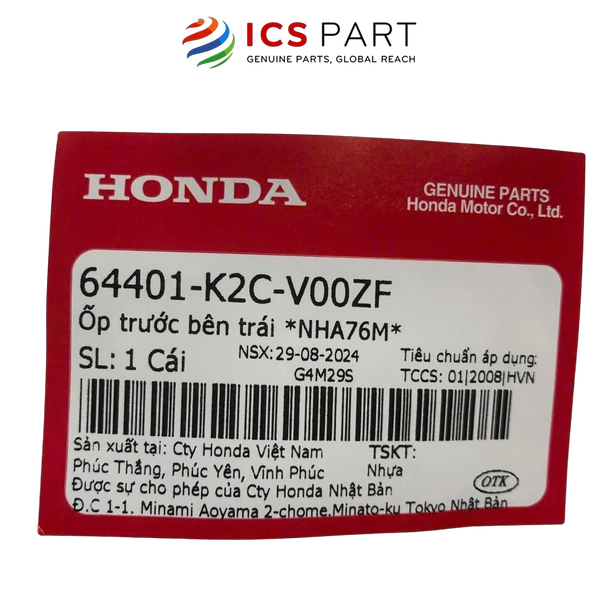 ICS PART
GENUINE PARTS, GLOBAL REACH
HONDA
GENUINE PARTS
Honda Motor Co., Ltd.
64401-K2C-V00ZF
Ốp trước bên trái *NHA76M*
SL: 1 Cái
NSX: 29-08-2024
G4M29S
Tiêu chuẩn áp dụng:
TCCS: 01|2008|HVN
Sản xuất tại: Cty Honda Việt Nam
Phúc Thắng, Phúc Yên, Vĩnh Phúc
TSKT:
Nhựa
Được sự cho phép của Cty Honda Nhật Bản
OTK
Đ.C 1-1. Minami Aoyama 2-chome,Minato-ku Tokyo Nhật Bản